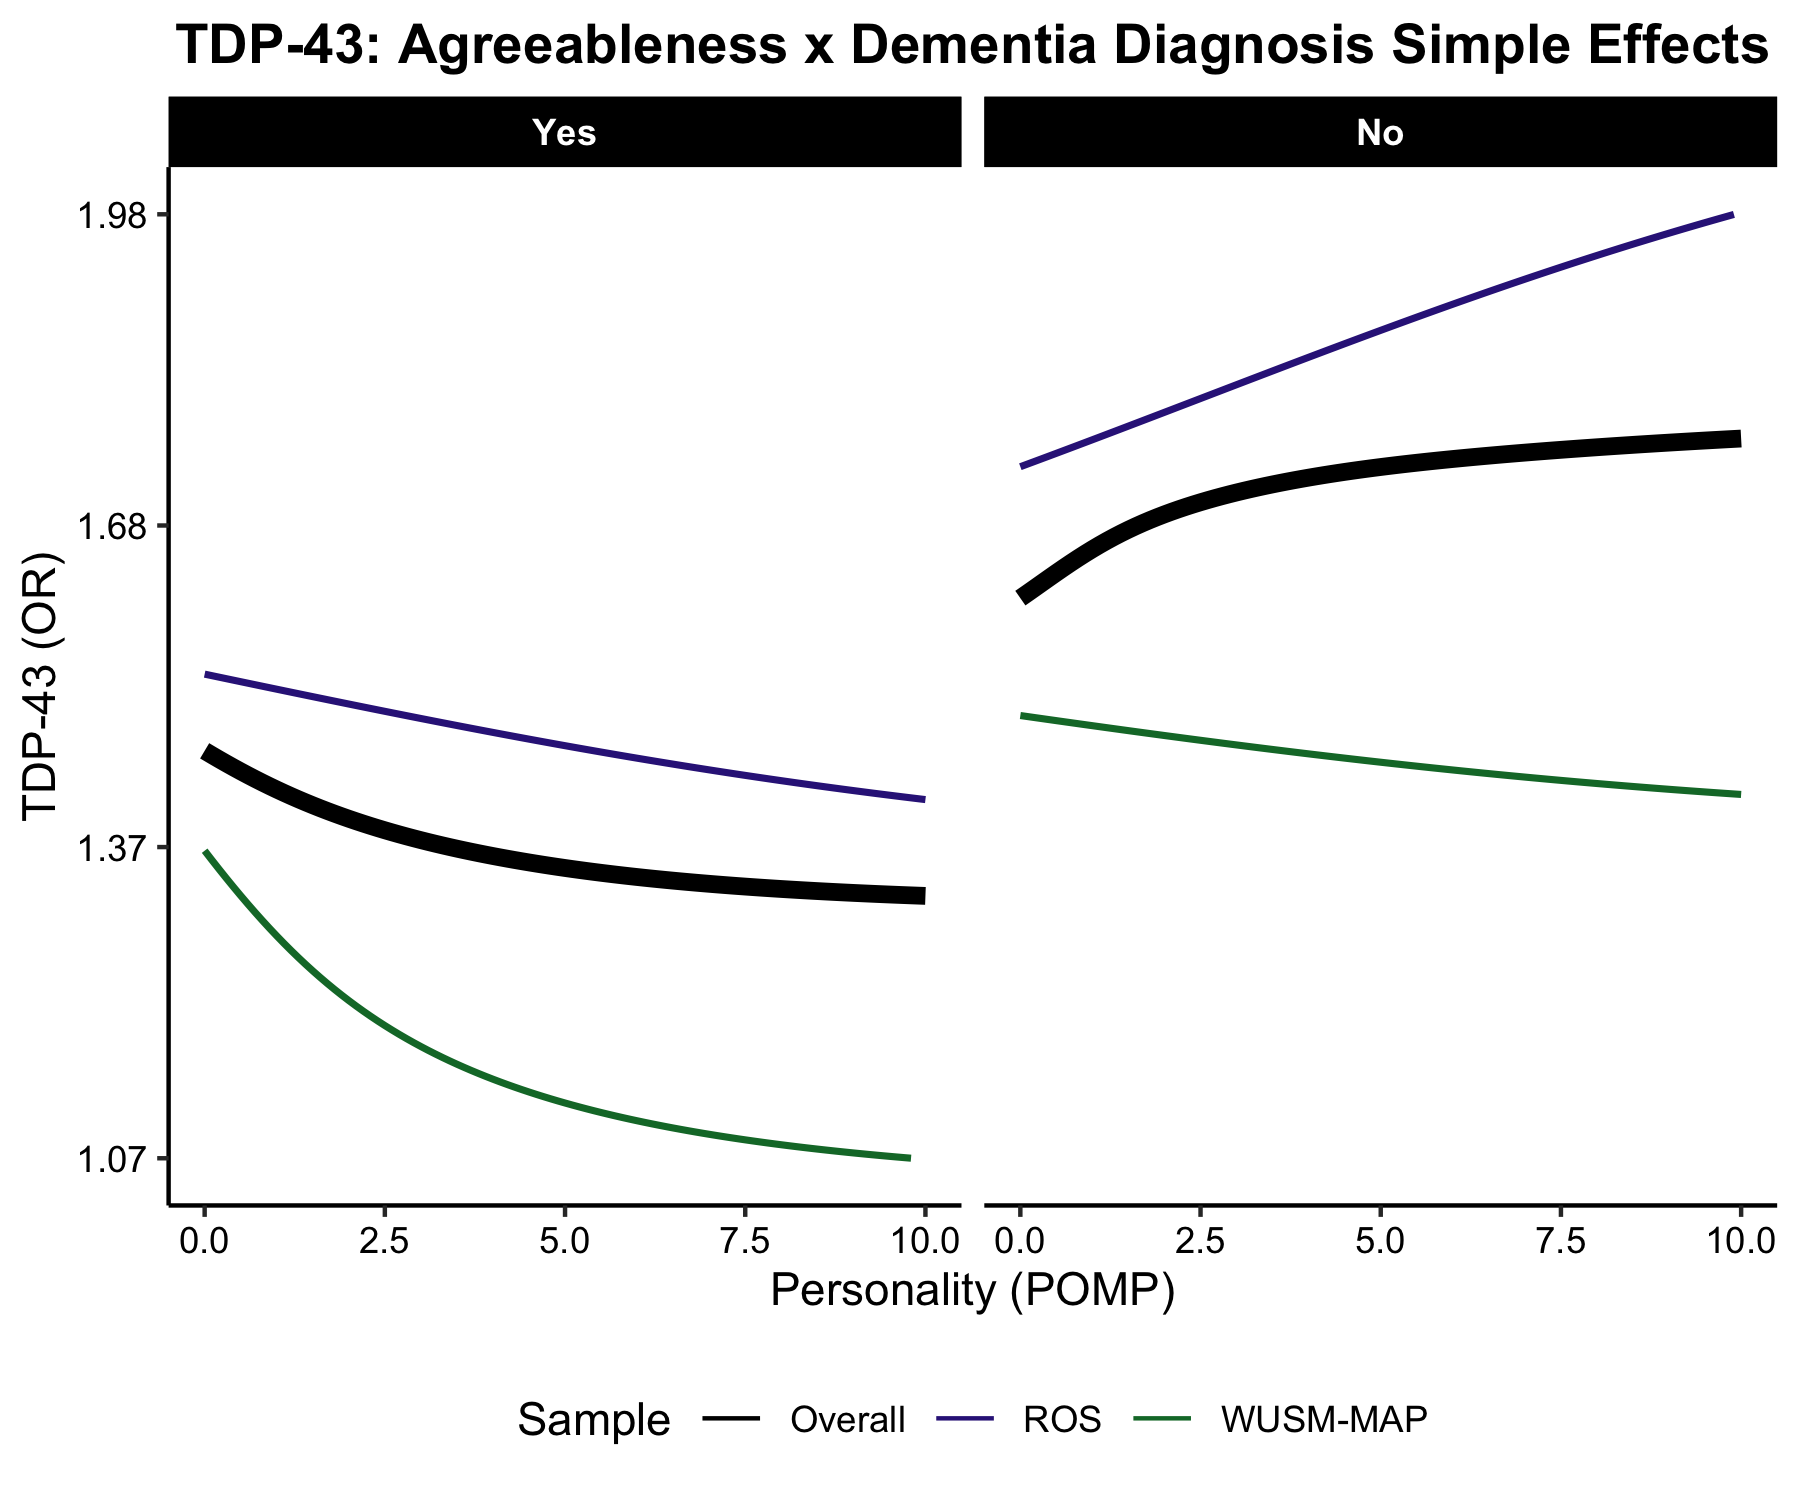 TDP-43: Agreeableness x Dementia Diagnosis Simple Effects
Yes
No
TDP-43 (OR)
1.98
1.68
1.37
1.07
0.0 2.5 5.0 7.5 10.0
0.0 2.5 5.0 7.5 10.0
Personality (POMP)
Sample Overall ROS WUSM-MAP